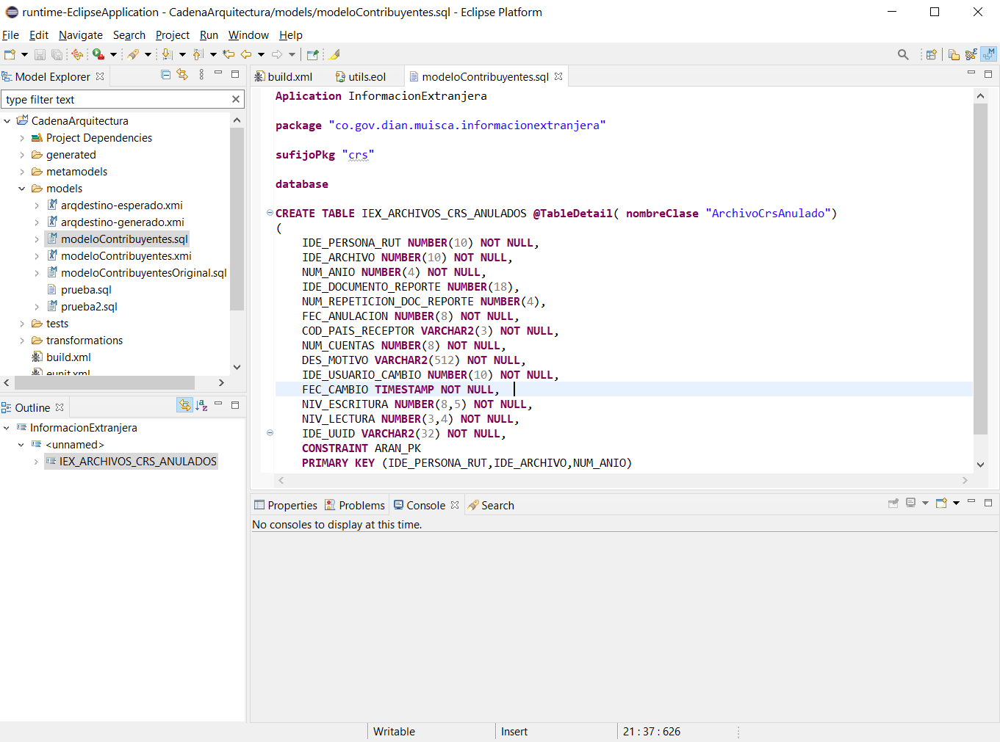 runtime-EclipseApplication - CadenaArquitectura/models/modeloContribuyentes.sql - Eclipse Platform
File Edit Navigate Search Project Run Window Help
Model Explorer
type filter text
CadenaArquitectura
Project Dependencies
generated
metamodels
models
arqdestino-esperado.xmi
arqdestino-generado.xmi
modeloContribuyentes.sql
modeloContribuyentes.xmi
modeloContribuyentesOriginal.sql
prueba.sql
prueba2.sql
tests
transformations
build.xml
eunit.xml
Outline
InformacionExtranjera
<unnamed>
IEX_ARCHIVOS_CRS_ANULADOS
build.xml utils.eol modeloContribuyentes.sql
Aplication InformacionExtranjera
package "co.gov.dian.muisca.informacionextranjera"
sufijoPkg "crs"
database
CREATE TABLE IEX_ARCHIVOS_CRS_ANULADOS @TableDetail( nombreClase "ArchivoCrsAnulado")
(
IDE_PERSONA_RUT NUMBER(10) NOT NULL,
IDE_ARCHIVO NUMBER(10) NOT NULL,
NUM_ANIO NUMBER(4) NOT NULL,
IDE_DOCUMENTO_REPORTE NUMBER(18),
NUM_REPETICION_DOC_REPORTE NUMBER(4),
FEC_ANULACION NUMBER(8) NOT NULL,
COD_PAIS_RECEPTOR VARCHAR2(3) NOT NULL,
NUM_CUENTAS NUMBER(8) NOT NULL,
DES_MOTIVO VARCHAR2(512) NOT NULL,
IDE_USUARIO_CAMBIO NUMBER(10) NOT NULL,
FEC_CAMBIO TIMESTAMP NOT NULL,
NIV_ESCRITURA NUMBER(8,5) NOT NULL,
NIV_LECTURA NUMBER(3,4) NOT NULL,
IDE_UUID VARCHAR2(32) NOT NULL,
CONSTRAINT ARAN_PK
PRIMARY KEY (IDE_PERSONA_RUT,IDE_ARCHIVO,NUM_ANIO)
Properties Problems Console Search
No consoles to display at this time.
Writable Insert 21 : 37 : 626